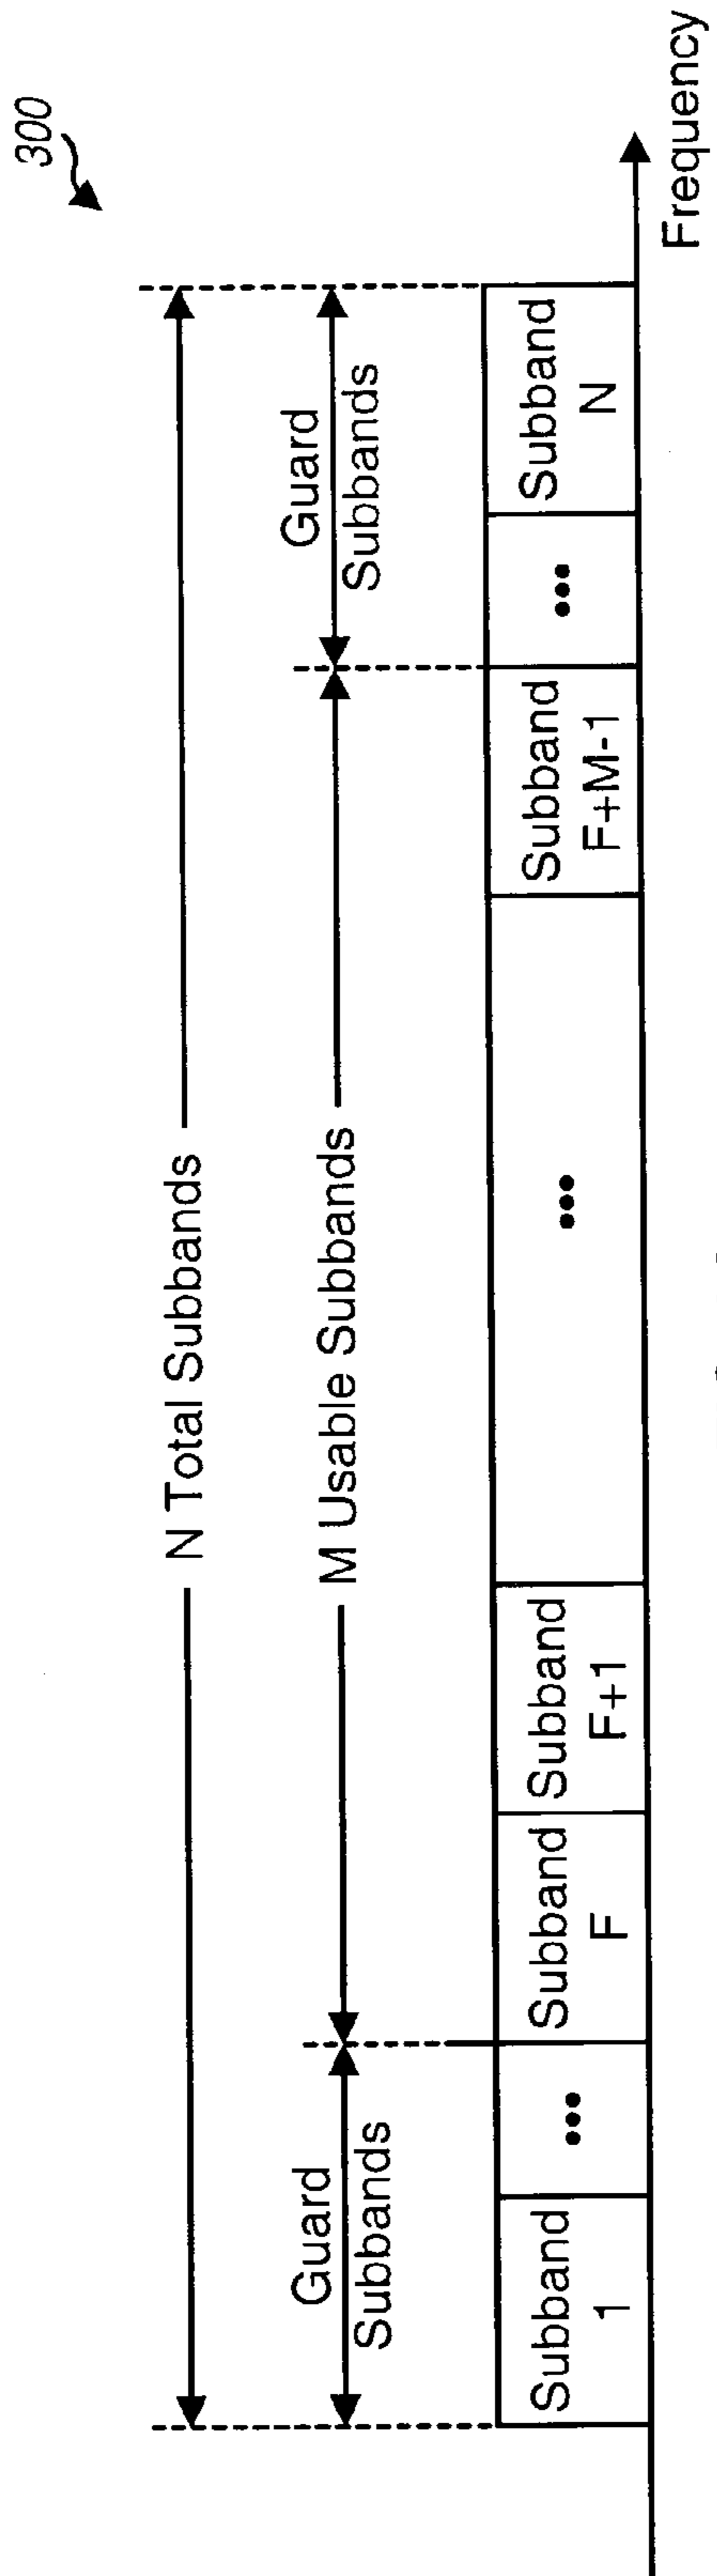 300
N Total Subbands
Guard
Subbands
M Usable Subbands
Guard
Subbands
Subband
1
•••
Subband
F
Subband
F+1
•••
Subband
F+M-1
•••
Subband
N
Frequency